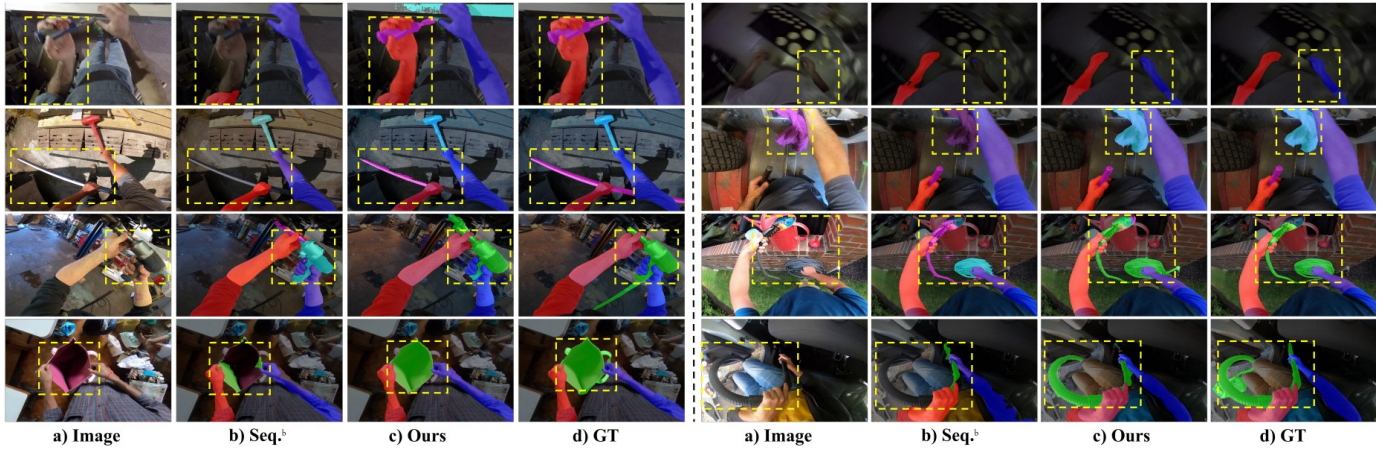 a) Image b) Seq.♭ c) Ours d) GT a) Image b) Seq.♭ c) Ours d) GT